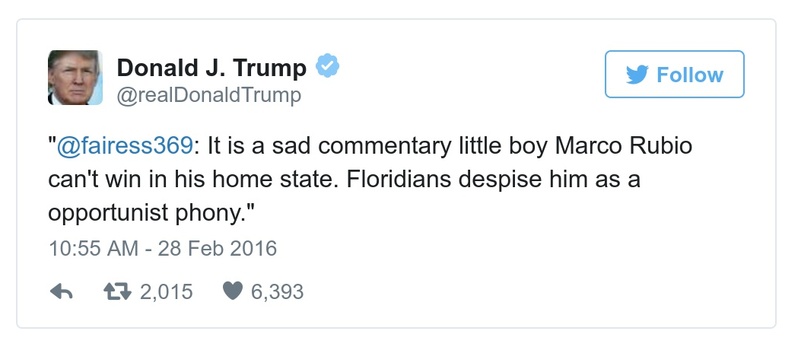 Donald J. Trump
@realDonaldTrump
Follow
"@fairess369: It is a sad commentary little boy Marco Rubio
can't win in his home state. Floridians despise him as a
opportunist phony."
10:55 AM - 28 Feb 2016
2,015 6,393